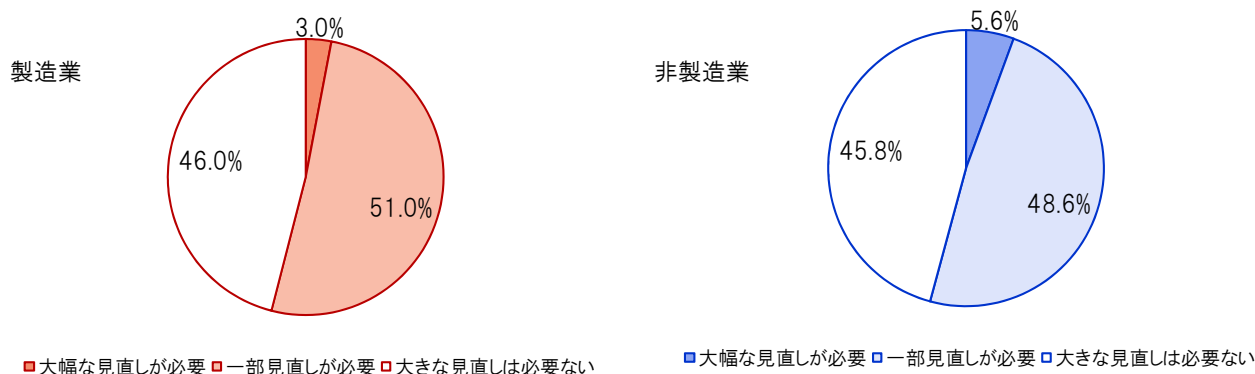 製造業
3.0%
46.0%
51.0%
■大幅な見直しが必要 ■一部見直しが必要 □大きな見直しは必要ない
非製造業
5.6%
45.8%
48.6%
■大幅な見直しが必要 □一部見直しが必要 □大きな見直しは必要ない